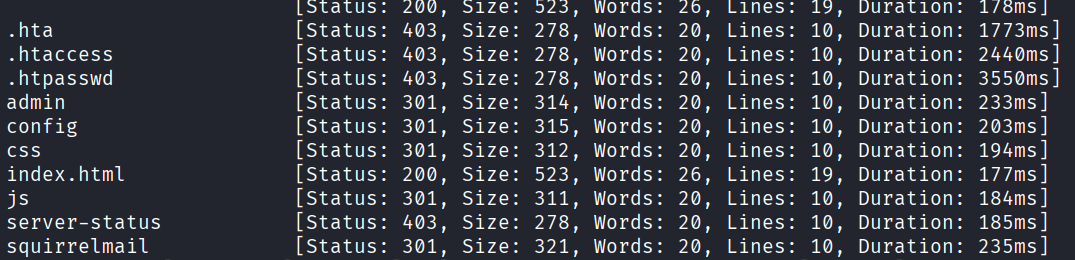 [Status: 200, Size: 523, Words: 26, Lines: 19, Duration: 178ms]
.hta [Status: 403, Size: 278, Words: 20, Lines: 10, Duration: 1773ms]
.htaccess [Status: 403, Size: 278, Words: 20, Lines: 10, Duration: 2440ms]
.htpasswd [Status: 403, Size: 278, Words: 20, Lines: 10, Duration: 3550ms]
admin [Status: 301, Size: 314, Words: 20, Lines: 10, Duration: 233ms]
config [Status: 301, Size: 315, Words: 20, Lines: 10, Duration: 203ms]
css [Status: 301, Size: 312, Words: 20, Lines: 10, Duration: 194ms]
index.html [Status: 200, Size: 523, Words: 26, Lines: 19, Duration: 177ms]
js [Status: 301, Size: 311, Words: 20, Lines: 10, Duration: 184ms]
server-status [Status: 403, Size: 278, Words: 20, Lines: 10, Duration: 185ms]
squirrelmail [Status: 301, Size: 321, Words: 20, Lines: 10, Duration: 235ms]